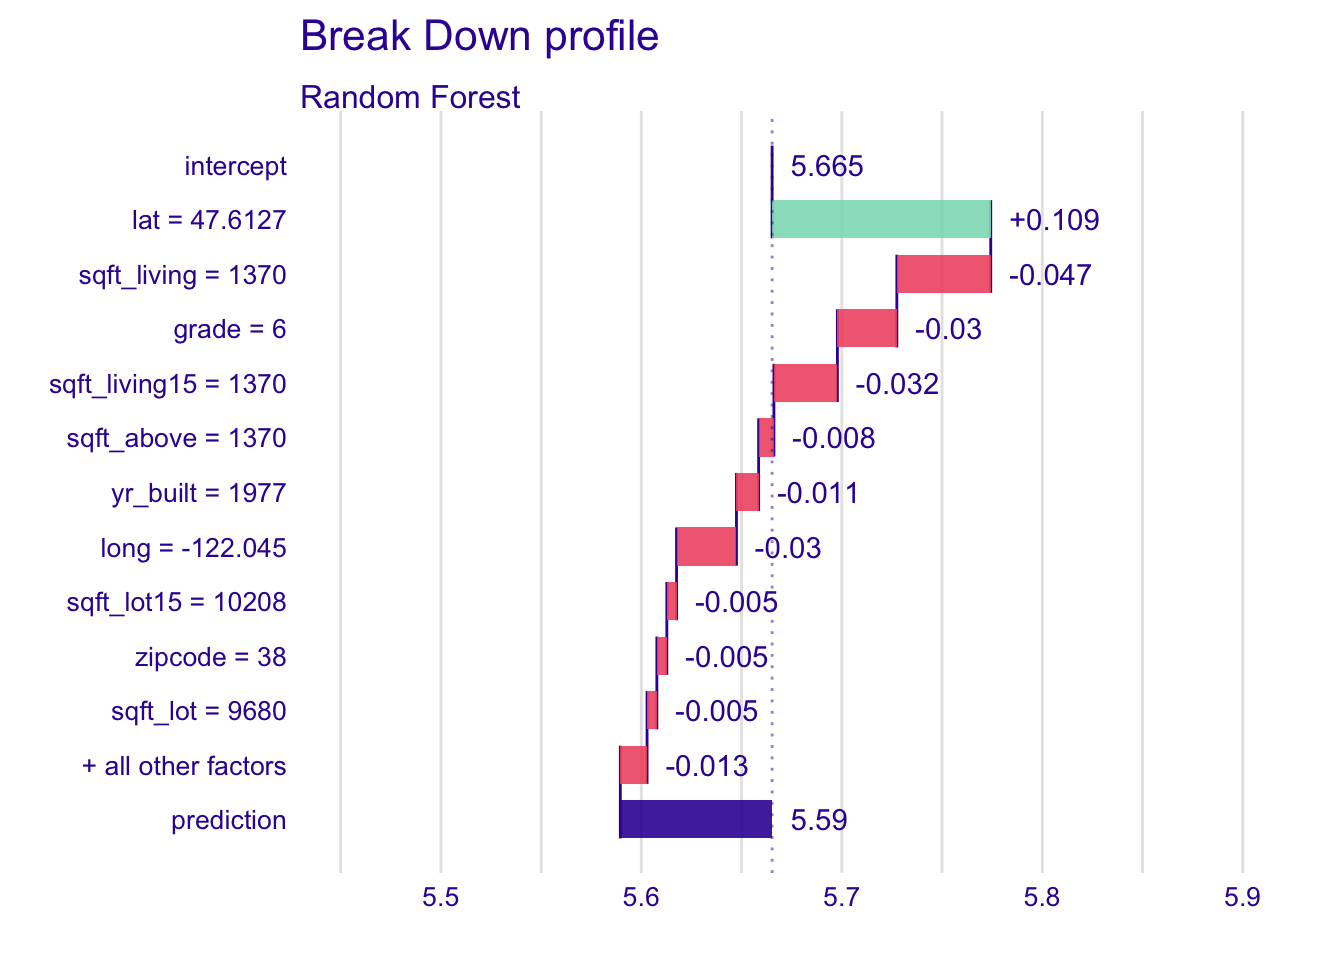 Break Down profile
Random Forest
intercept 5.665
lat = 47.6127 +0.109
sqft_living = 1370 -0.047
grade = 6 -0.03
sqft_living15 = 1370 -0.032
sqft_above = 1370 -0.008
yr_built = 1977 -0.011
long = -122.045 -0.03
sqft_lot15 = 10208 -0.005
zipcode = 38 -0.005
sqft_lot = 9680 -0.005
+ all other factors -0.013
prediction 5.59
5.5 5.6 5.7 5.8 5.9